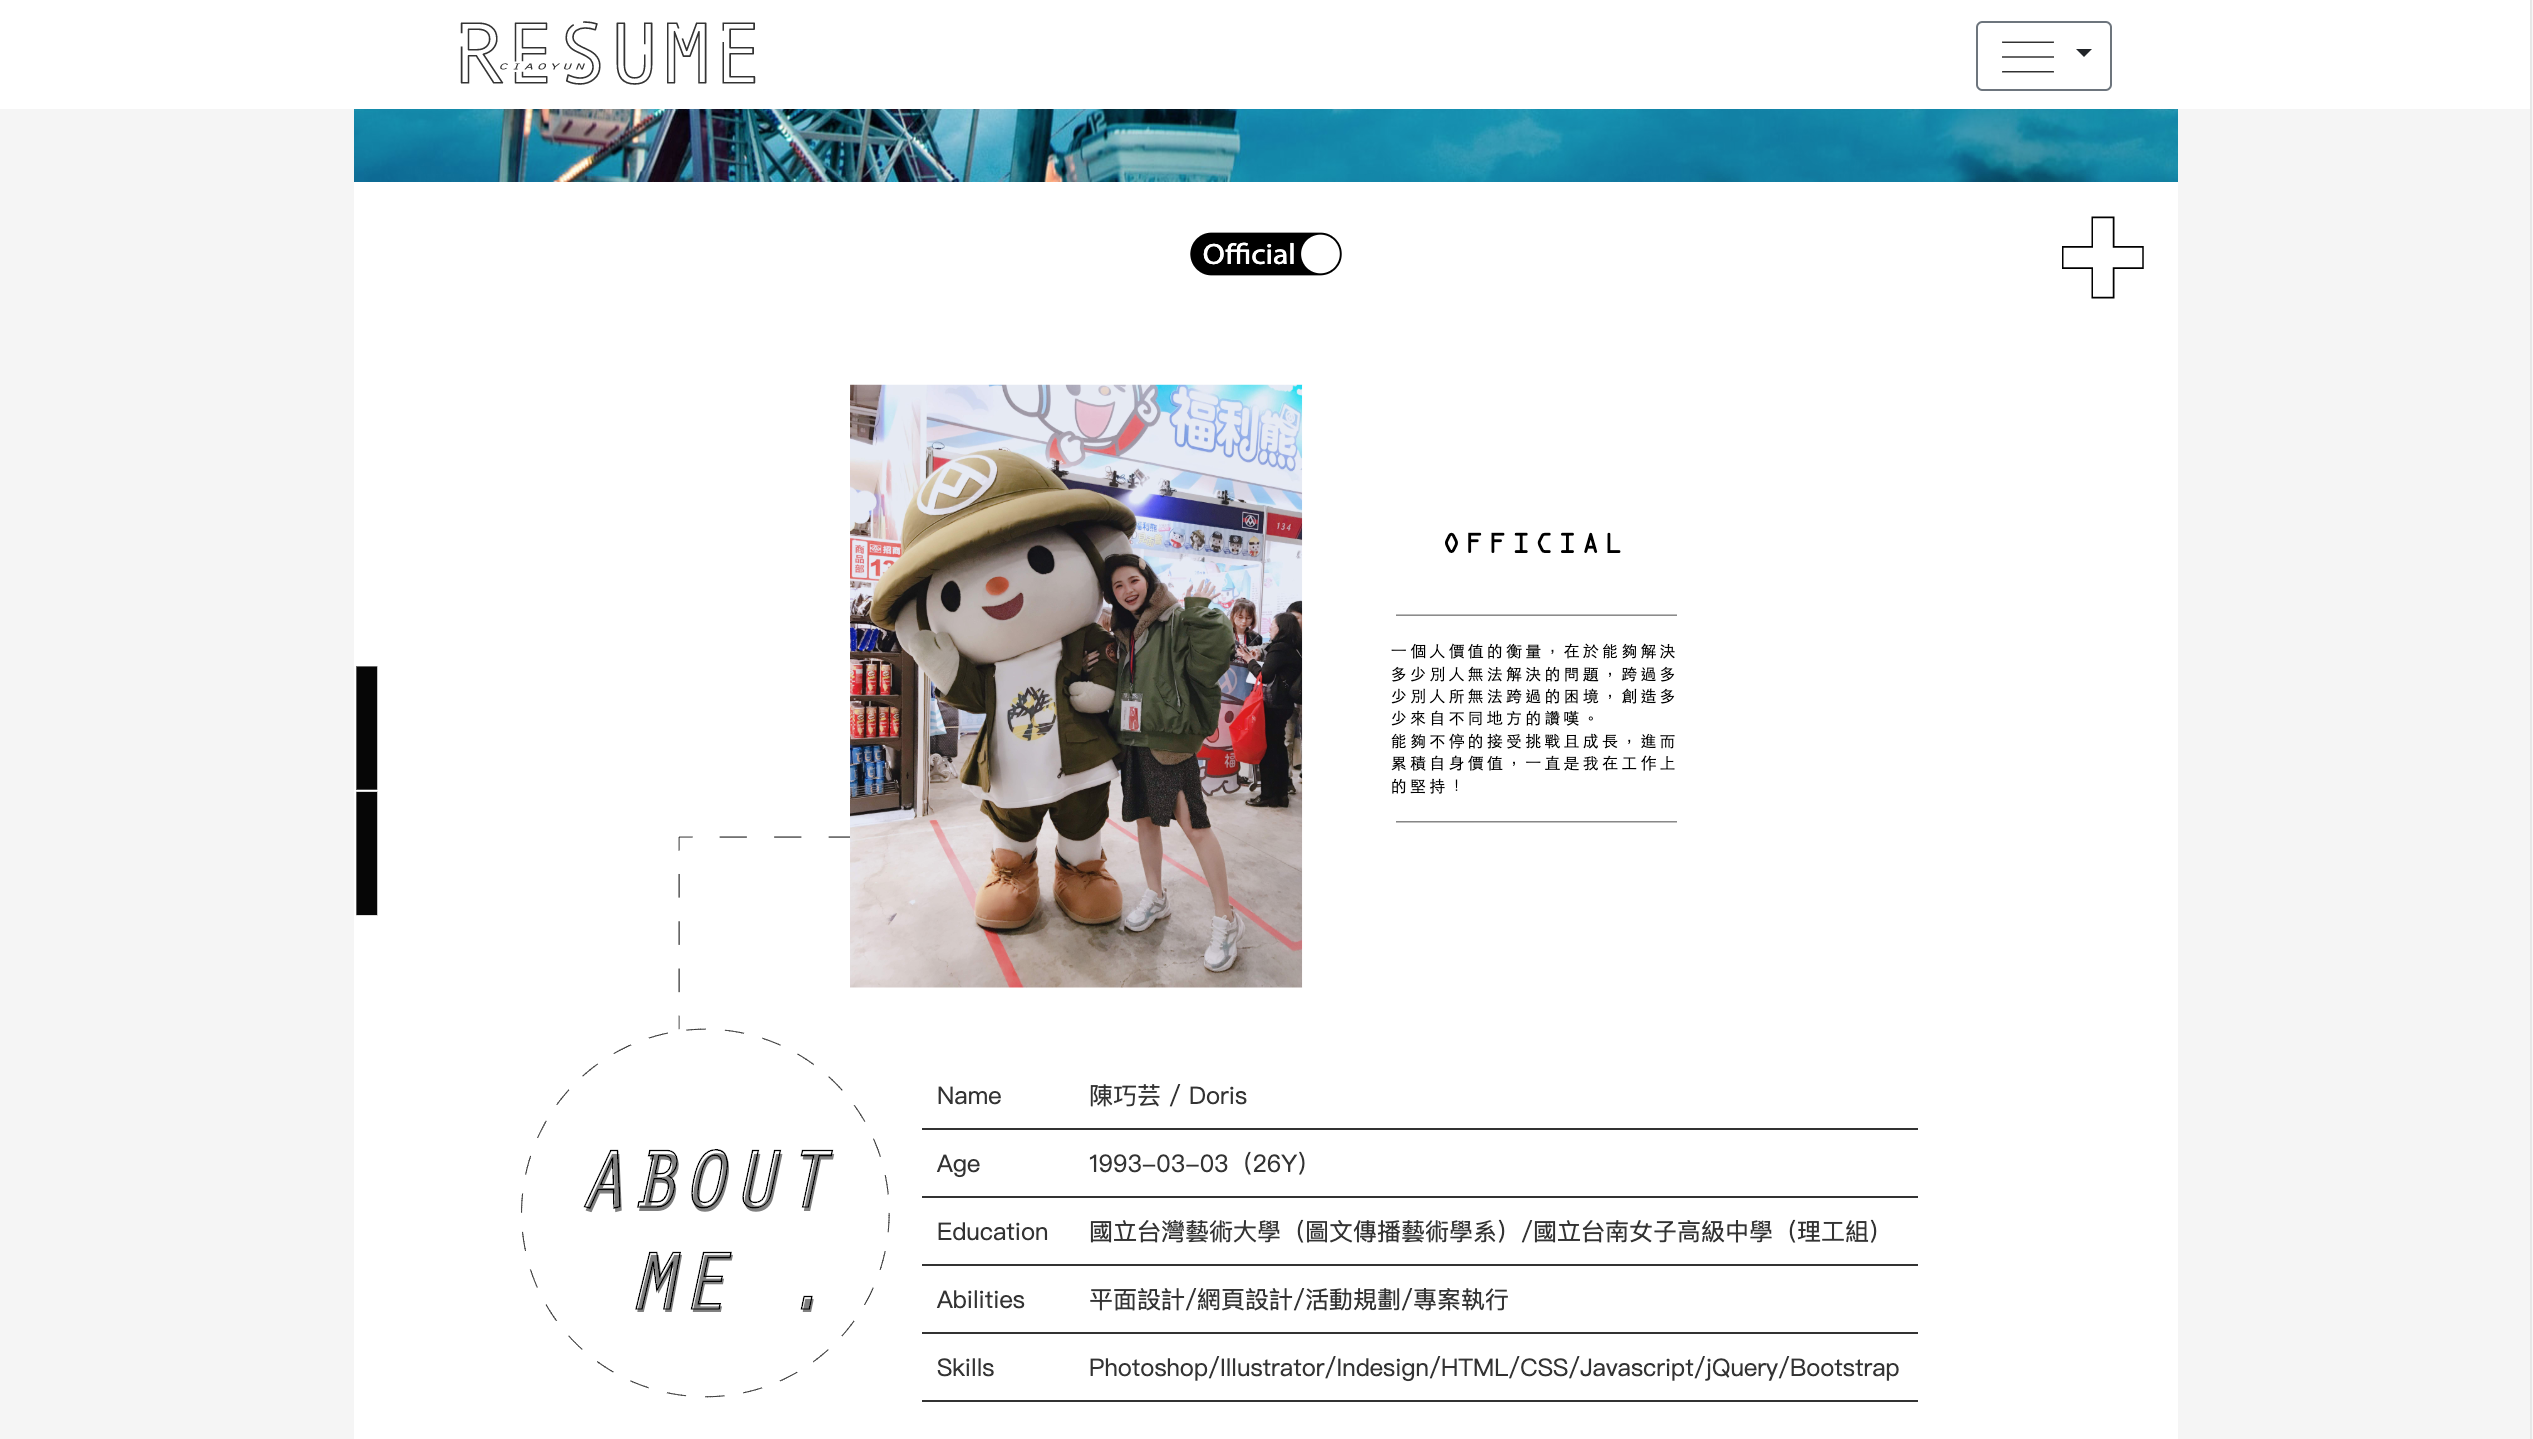 RESUME
CIAOYUN
Official
福利熊
134
商品部
福
OFFICIAL
一個人價值的衡量，在於能夠解決
多少別人無法解決的問題，跨過多
少別人所無法跨過的困境，創造多
少來自不同地方的讚嘆。
能夠不停的接受挑戰且成長，進而
累積自身價值，一直是我在工作上
的堅持！
ABOUT
ME .
Name 陳巧芸 / Doris
Age 1993-03-03（26Y）
Education 國立台灣藝術大學（圖文傳播藝術學系）/國立台南女子高級中學（理工組）
Abilities 平面設計/網頁設計/活動規劃/專案執行
Skills Photoshop/Illustrator/Indesign/HTML/CSS/Javascript/jQuery/Bootstrap